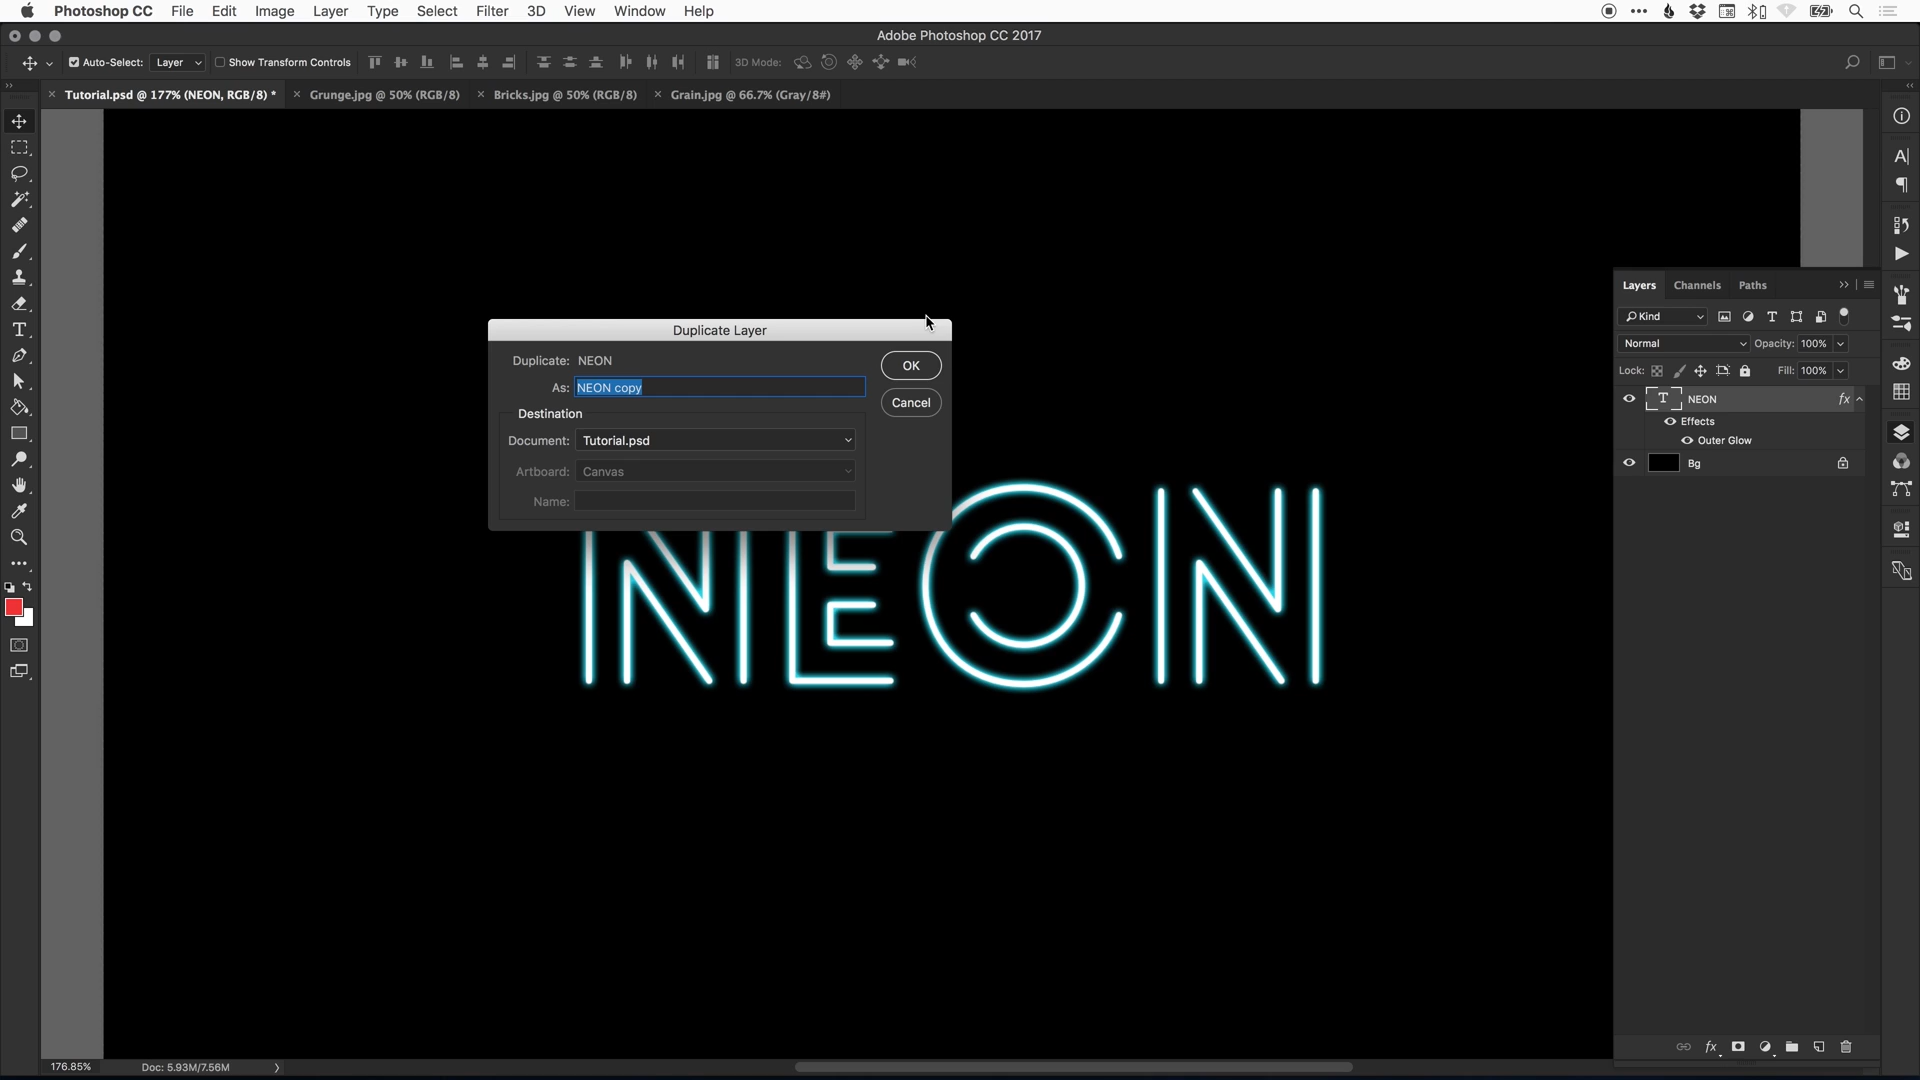 Photoshop CC File Edit Image Layer Type Select Filter 3D View Window Help
Adobe Photoshop CC 2017
Auto-Select: Layer Show Transform Controls 3D Mode:
Tutorial.psd @ 177% (NEON, RGB/8) * Grunge.jpg @ 50% (RGB/8) Bricks.jpg @ 50% (RGB/8) Grain.jpg @ 66.7% (Gray/8#)
Layers Channels Paths
Kind
Normal Opacity: 100%
Lock: Fill: 100%
T NEON fx
Effects
Outer Glow
Bg
Duplicate Layer
Duplicate: NEON
As: NEON copy
OK
Cancel
Destination
Document: Tutorial.psd
Artboard: Canvas
Name:
NEON
176.85% Doc: 5.93M/7.56M
fx